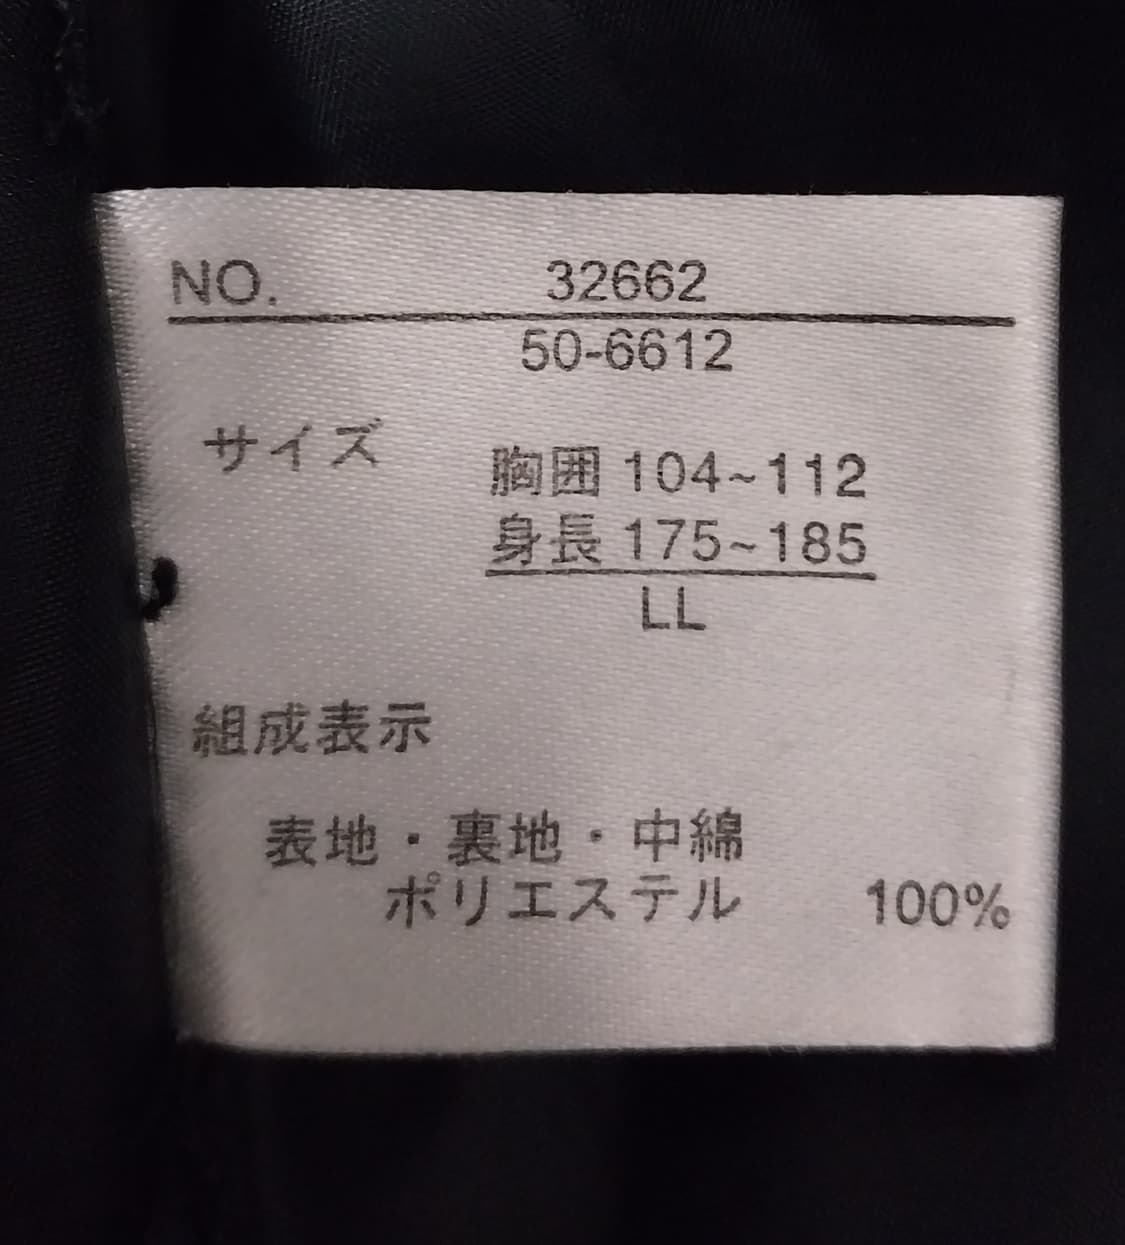 NO. 32662
50-6612
サイズ
胸囲 104~112
身長 175~185
LL
組成表示
表地・裏地・中綿
ポリエステル 100%